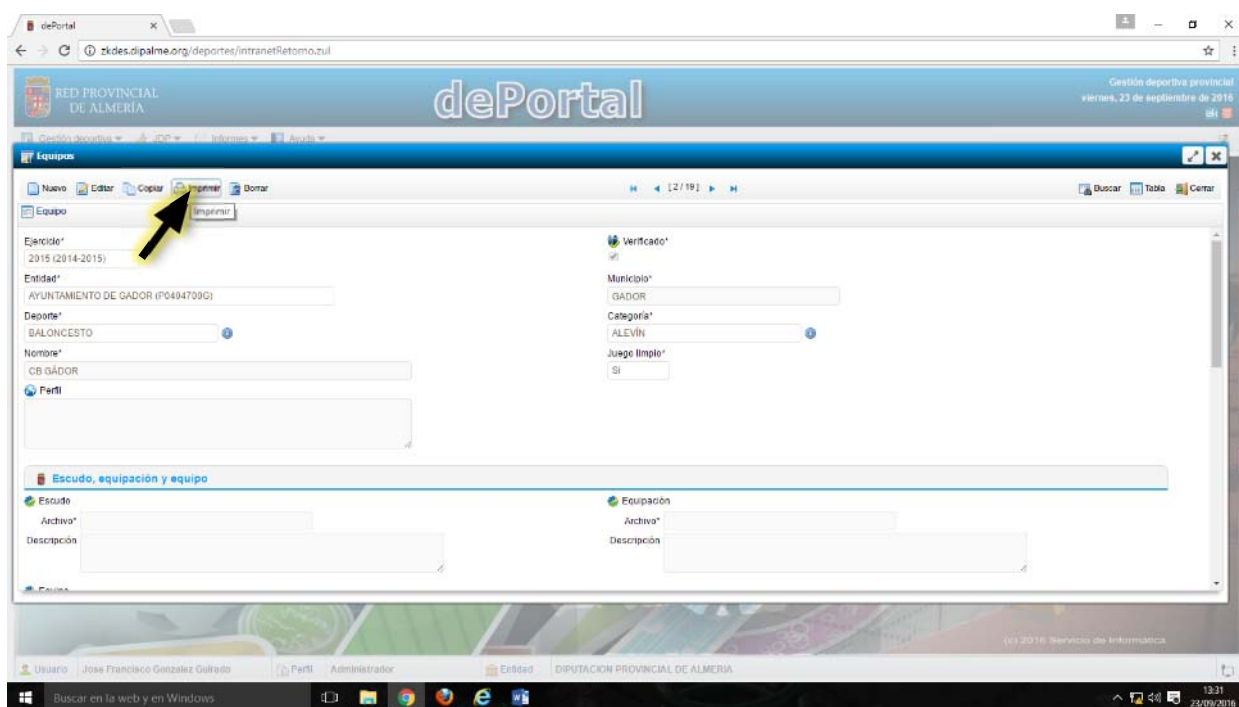 dePortal
zkdes.dipalme.org/deportes/intranetRetorno.zul
RED PROVINCIAL
DE ALMERÍA
dePortal
Gestión deportiva provincial
viernes, 23 de septiembre de 2016
Gestión deportiva JDP Informes Ayuda
Equipos
Nuevo Editar Copiar Imprimir Borrar [2/19] Buscar Tabla Cerrar
Equipo
Imprimir
Ejercicio* Verificado*
2015 (2014-2015)
Entidad* Municipio*
AYUNTAMIENTO DE GADOR (P0404700G) GADOR
Deporte* Categoría*
BALONCESTO ALEVÍN
Nombre* Juego limpio*
CB GÁDOR Sí
Perfil
Escudo, equipación y equipo
Escudo Equipación
Archivo* Archivo*
Descripción Descripción
Equipo
(c) 2016 Servicio de Informática
Usuario Jose Francisco Gonzalez Guirado Perfil Administrador Entidad DIPUTACION PROVINCIAL DE ALMERIA
Buscar en la web y en Windows
13:31
23/09/2016